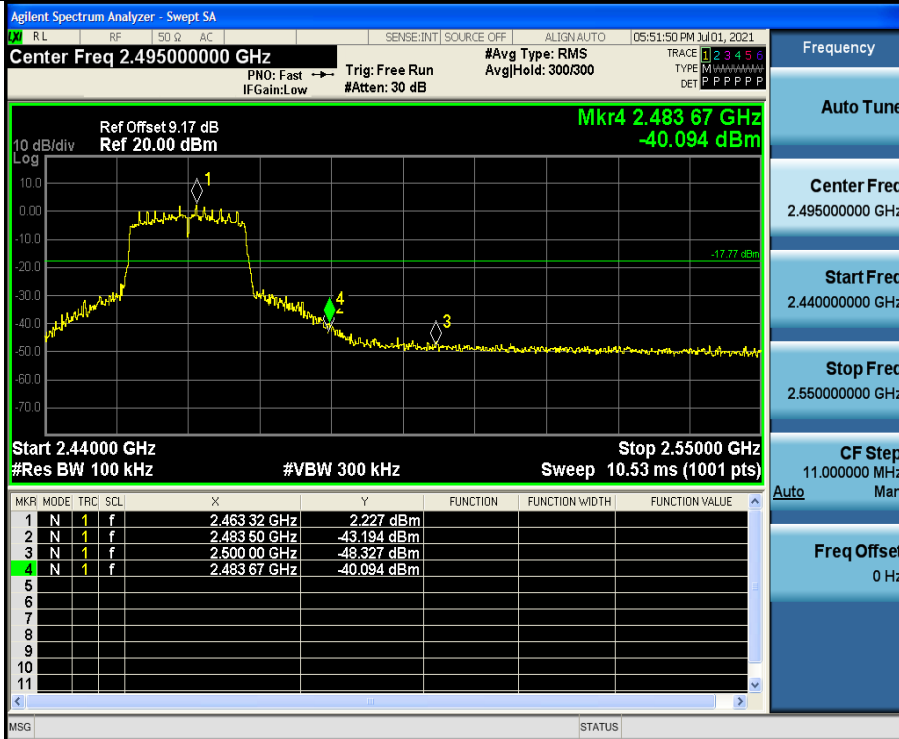 Agilent Spectrum Analyzer - Swept SA
LXI RL RF 50 Ω AC SENSE:INT SOURCE OFF ALIGN AUTO 05:51:50 PM Jul 01, 2021
Center Freq 2.495000000 GHz
PNO: Fast
IFGain:Low
Trig: Free Run
#Atten: 30 dB
#Avg Type: RMS
Avg|Hold: 300/300
TRACE 1 2 3 4 5 6
TYPE M
DET P P P P P P
Mkr4 2.483 67 GHz
-40.094 dBm
Ref Offset 9.17 dB
Ref 20.00 dBm
10 dB/div
Log
10.0
0.00
-10.0
-20.0
-30.0
-40.0
-50.0
-60.0
-70.0
1
-17.77 dBm
4
2
3
Start 2.44000 GHz Stop 2.55000 GHz
#Res BW 100 kHz #VBW 300 kHz Sweep 10.53 ms (1001 pts)
MKR MODE TRC SCL X Y FUNCTION FUNCTION WIDTH FUNCTION VALUE
1 N 1 f 2.463 32 GHz 2.227 dBm
2 N 1 f 2.483 50 GHz -43.194 dBm
3 N 1 f 2.500 00 GHz -48.327 dBm
4 N 1 f 2.483 67 GHz -40.094 dBm
5
6
7
8
9
10
11
MSG STATUS
Frequency
Auto Tune
Center Freq
2.495000000 GHz
Start Freq
2.440000000 GHz
Stop Freq
2.550000000 GHz
CF Step
11.000000 MHz
Auto Man
Freq Offset
0 Hz